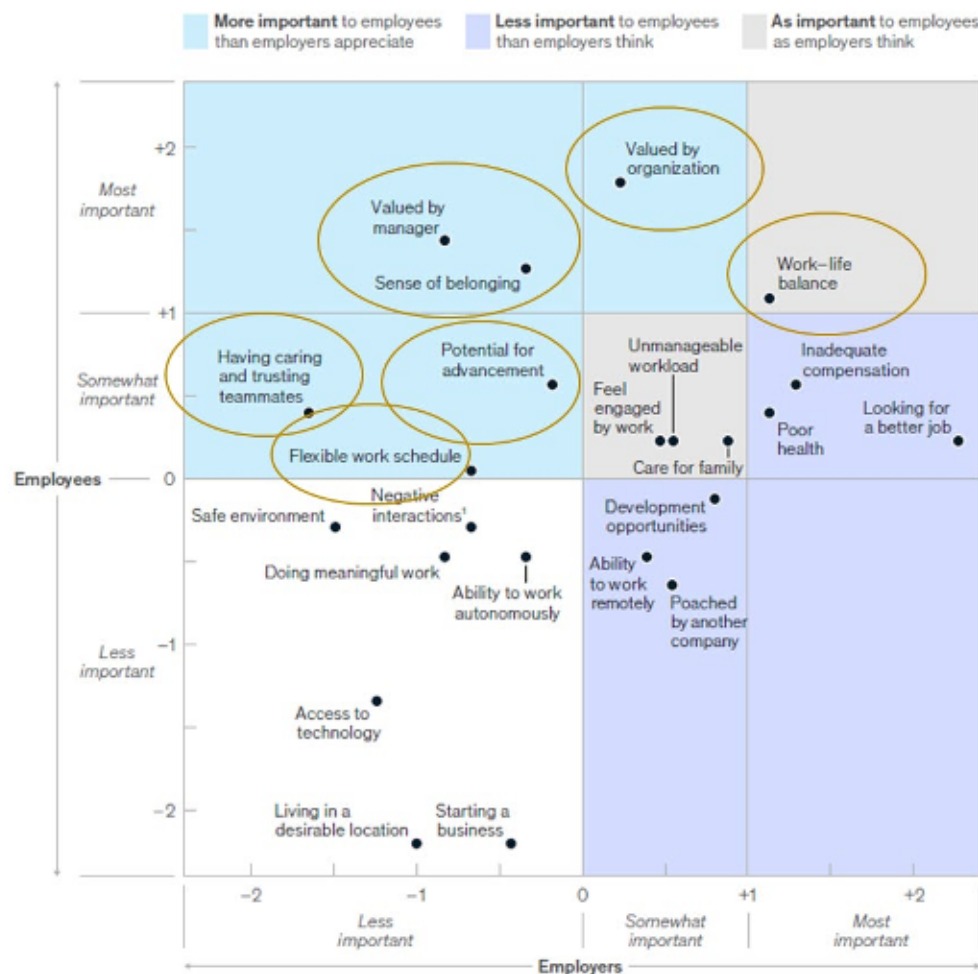 More important to employees
than employers appreciate
Less important to employees
than employers think
As important to employees
as employers think
+2
Most
important
Valued by
organization
Valued by
manager
Sense of belonging
Work–life
balance
+1
Having caring
and trusting
teammates
Potential for
advancement
Unmanageable
workload
Inadequate
compensation
Somewhat
important
Feel
engaged
by work
Looking for
a better job
Poor
health
Flexible work schedule
Care for family
Employees
0
Safe environment
Negative
interactions¹
Development
opportunities
Doing meaningful work
Ability to work
autonomously
Ability
to work
remotely
Poached
by another
company
Less
important
−1
Access to
technology
−2
Living in a
desirable location
Starting a
business
−2
−1
0
+1
+2
Less
important
Somewhat
important
Most
important
Employers